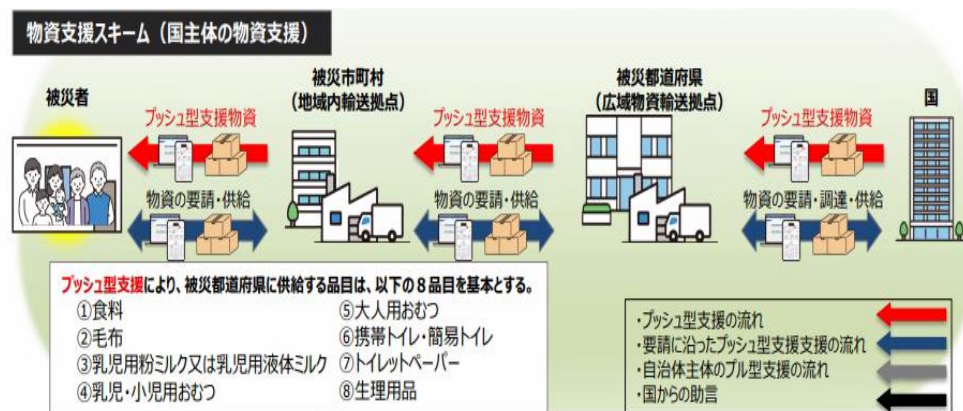 物資支援スキーム（国主体の物資支援）
被災者
被災市町村
（地域内輸送拠点）
被災都道府県
（広域物資輸送拠点）
国
プッシュ型支援物資
プッシュ型支援物資
プッシュ型支援物資
物資の要請・供給
物資の要請・供給
物資の要請・調達・供給
プッシュ型支援により、被災都道府県に供給する品目は、以下の８品目を基本とする。
①食料
②毛布
③乳児用粉ミルク又は乳児用液体ミルク
④乳児・小児用おむつ
⑤大人用おむつ
⑥携帯トイレ・簡易トイレ
⑦トイレットペーパー
⑧生理用品
・プッシュ型支援の流れ
・要請に沿ったプッシュ型支援支援の流れ
・自治体主体のプル型支援の流れ
・国からの助言